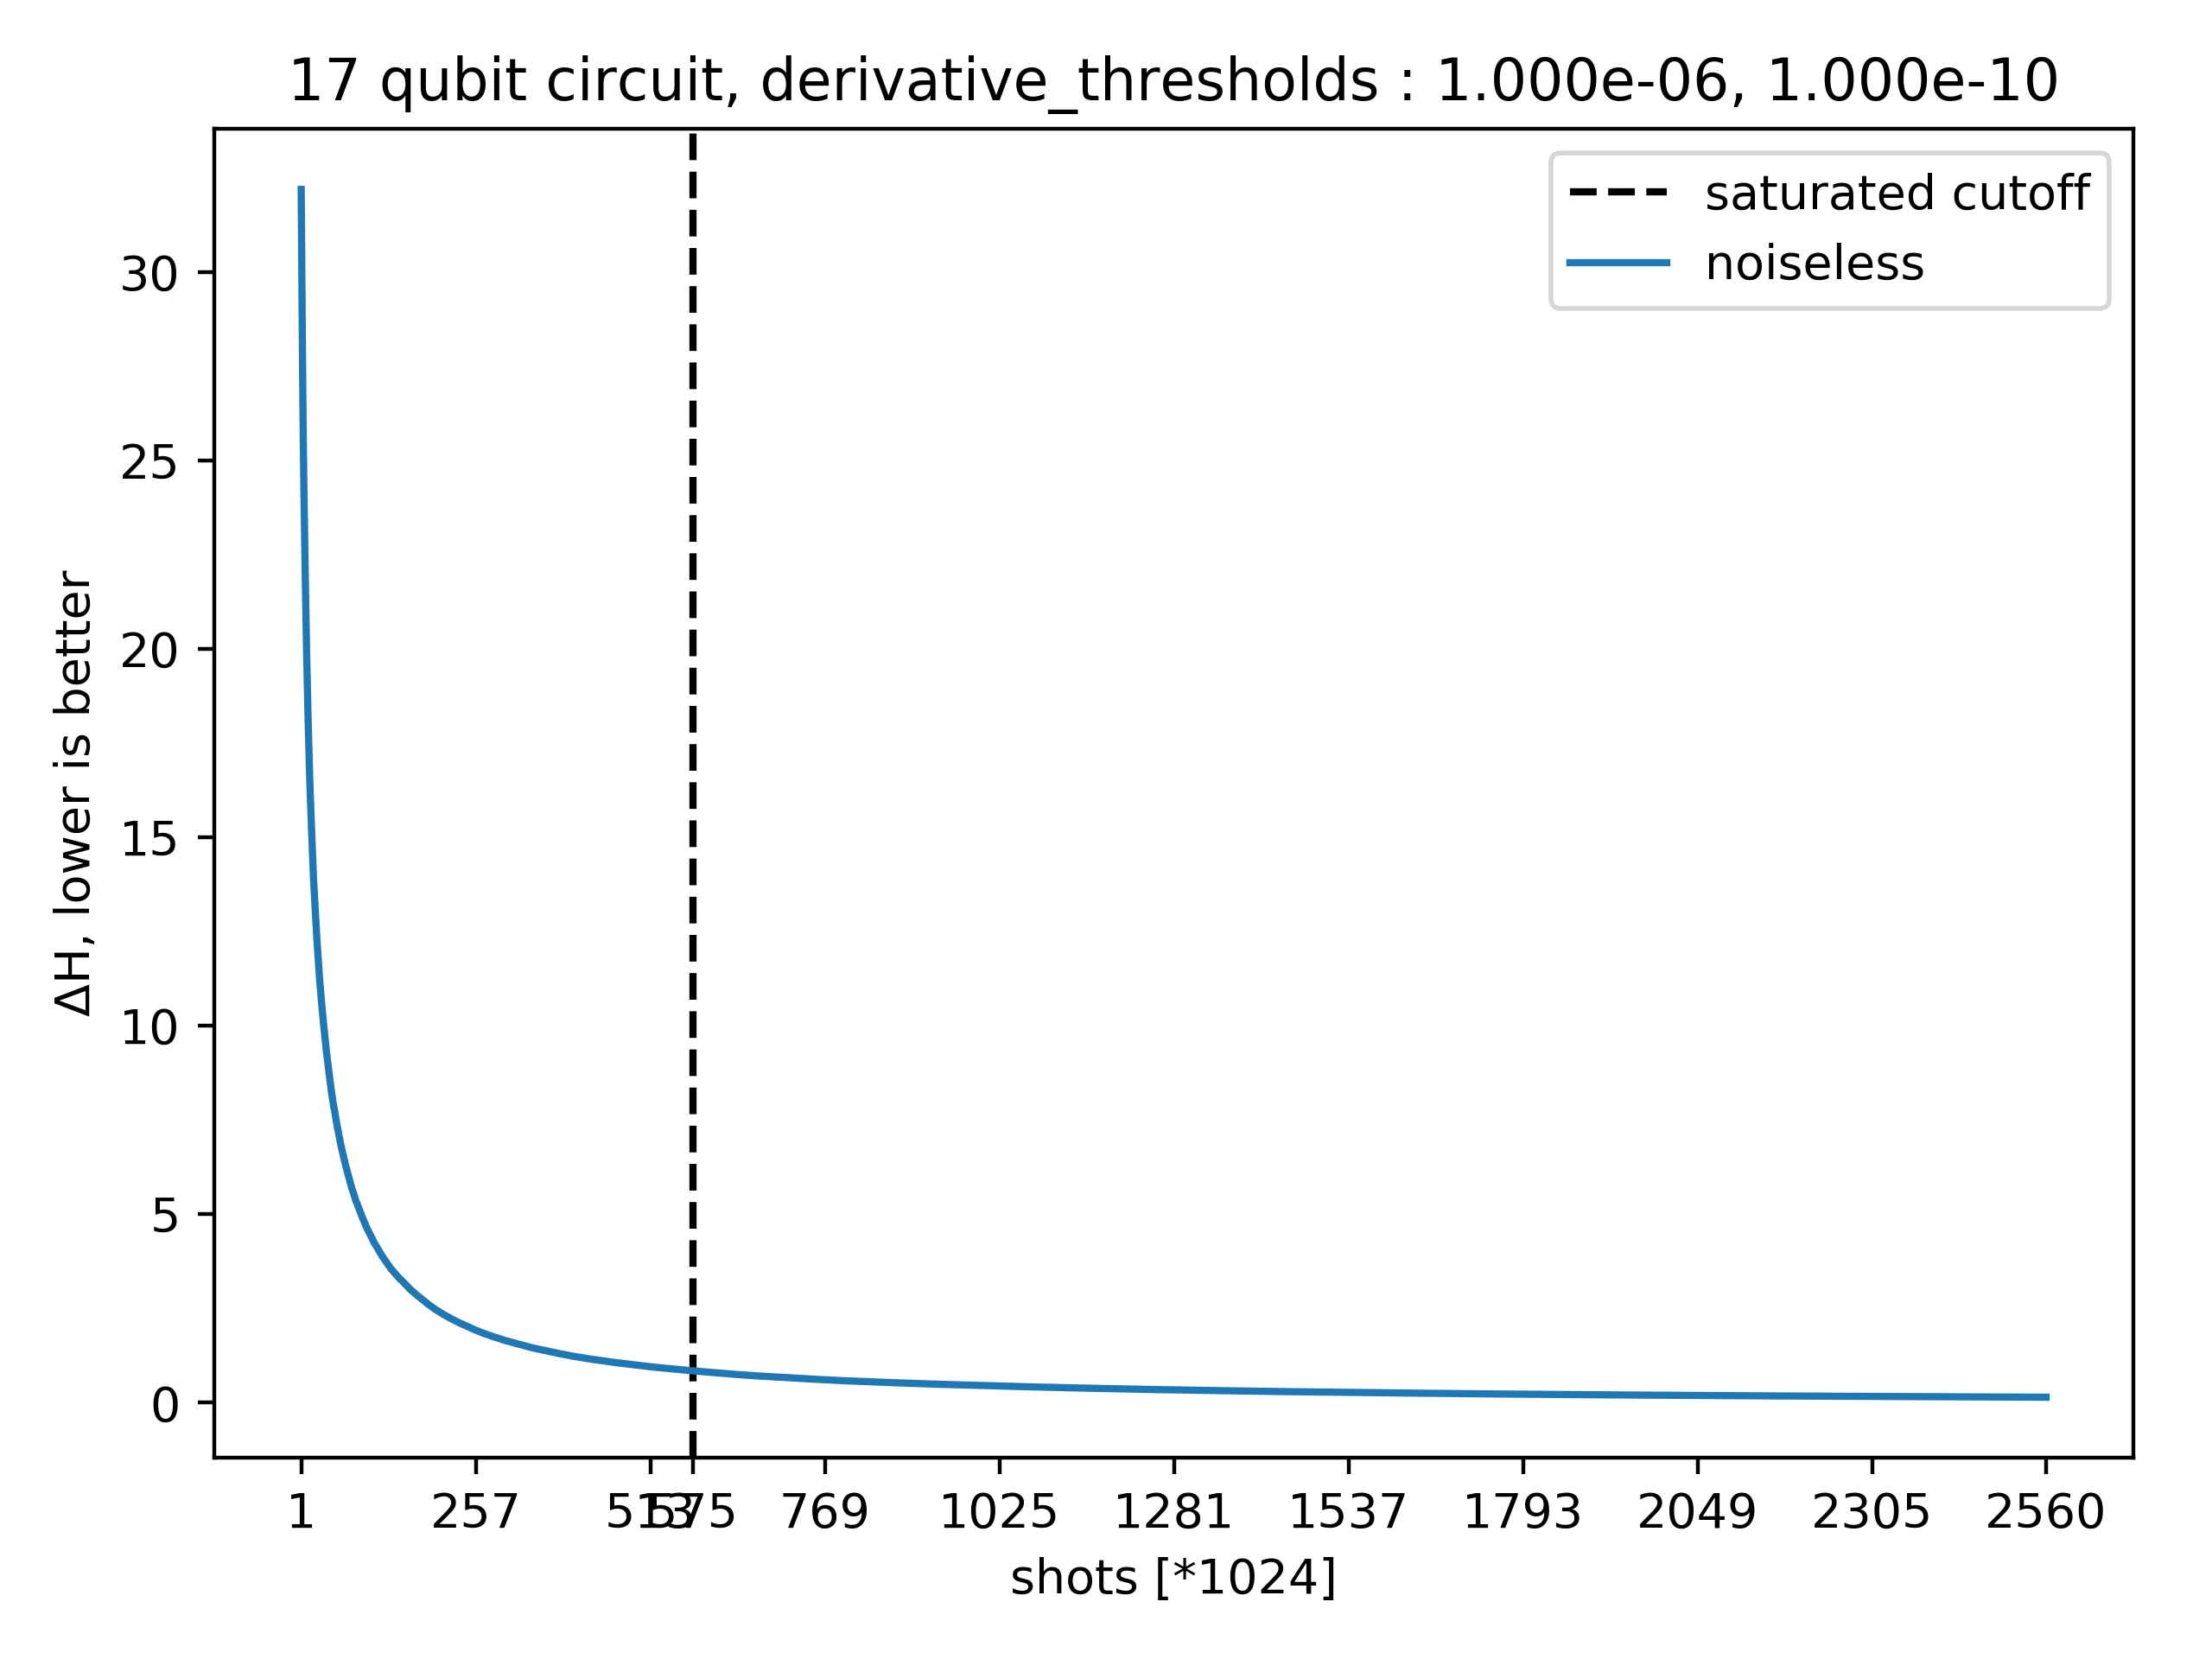 17 qubit circuit, derivative_thresholds : 1.000e-06, 1.000e-10
saturated cutoff
noiseless
ΔH, lower is better
30
25
20
15
10
5
0
1 257 513 575 769 1025 1281 1537 1793 2049 2305 2560
shots [*1024]